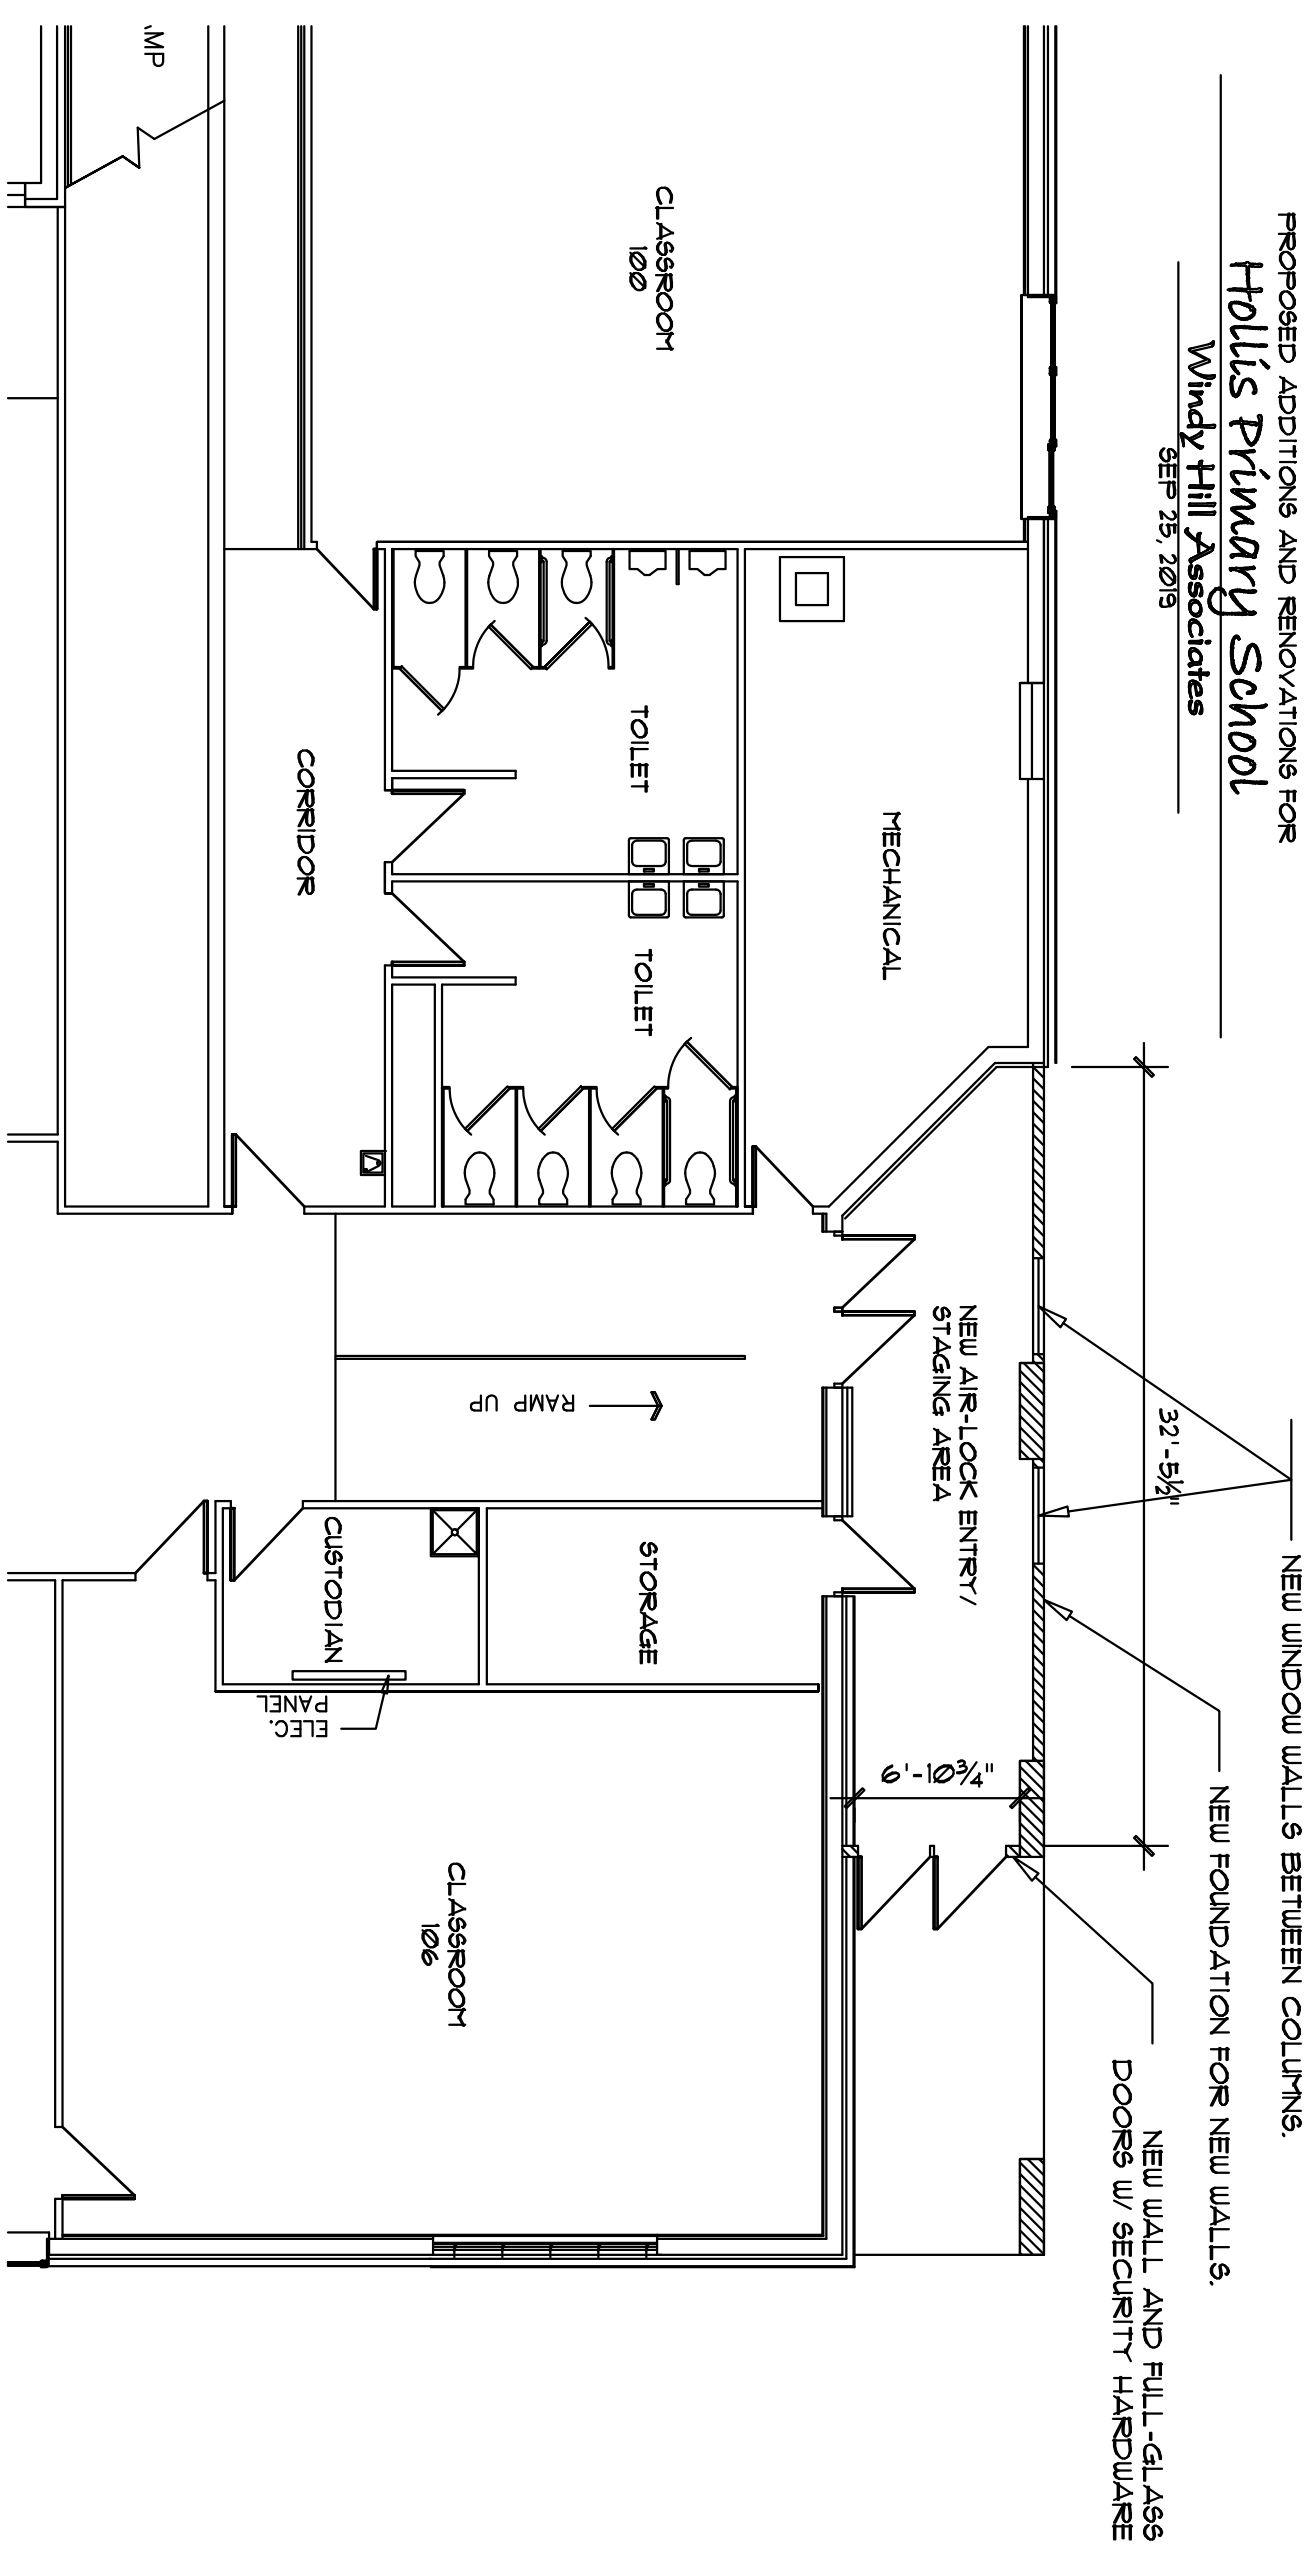 PROPOSED ADDITIONS AND RENOVATIONS FOR
Hollis Primary School
Windy Hill Associates
SEP 25, 2019
NEW WINDOW WALLS BETWEEN COLUMNS.
NEW FOUNDATION FOR NEW WALLS.
NEW WALL AND FULL-GLASS
DOORS W/ SECURITY HARDWARE
32'-5½"
6'-10¾"
NEW AIR-LOCK ENTRY/
STAGING AREA
MECHANICAL
CLASSROOM
100
TOILET
TOILET
STORAGE
RAMP UP
CLASSROOM
106
CORRIDOR
CUSTODIAN
ELEC.
PANEL
MP